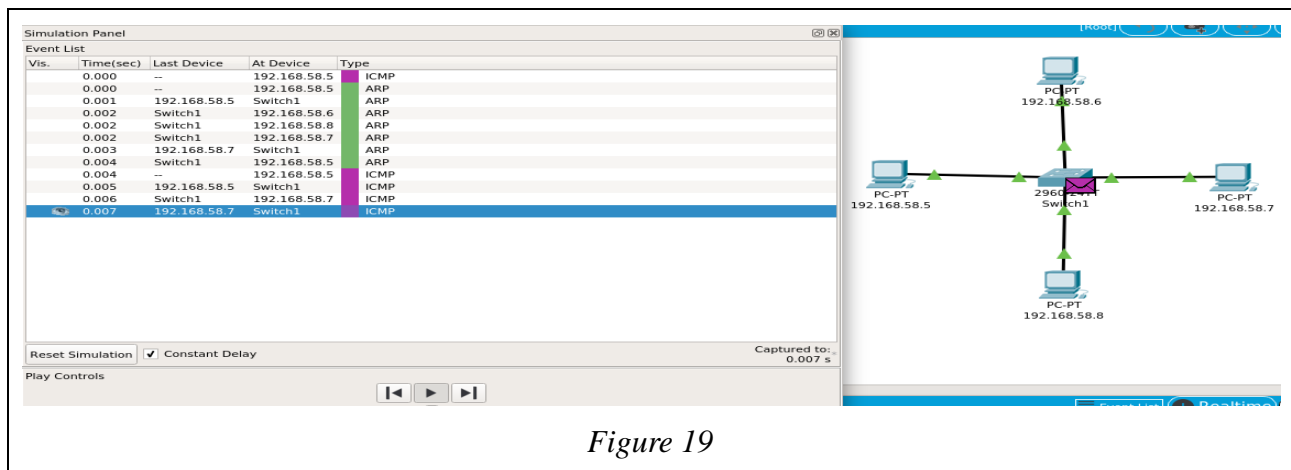 Simulation Panel
Event List
Vis. Time(sec) Last Device At Device Type
0.000 -- 192.168.58.5 ICMP
0.000 -- 192.168.58.5 ARP
0.001 192.168.58.5 Switch1 ARP
0.002 Switch1 192.168.58.6 ARP
0.002 Switch1 192.168.58.8 ARP
0.002 Switch1 192.168.58.7 ARP
0.003 192.168.58.7 Switch1 ARP
0.004 Switch1 192.168.58.5 ARP
0.004 -- 192.168.58.5 ICMP
0.005 192.168.58.5 Switch1 ICMP
0.006 Switch1 192.168.58.7 ICMP
0.007 192.168.58.7 Switch1 ICMP
Reset Simulation Constant Delay
Captured to:
0.007 s
Play Controls
[Root]
PC-PT
192.168.58.6
PC-PT
192.168.58.5
Switch1
PC-PT
192.168.58.7
PC-PT
192.168.58.8
Event List Realtime
Figure 19